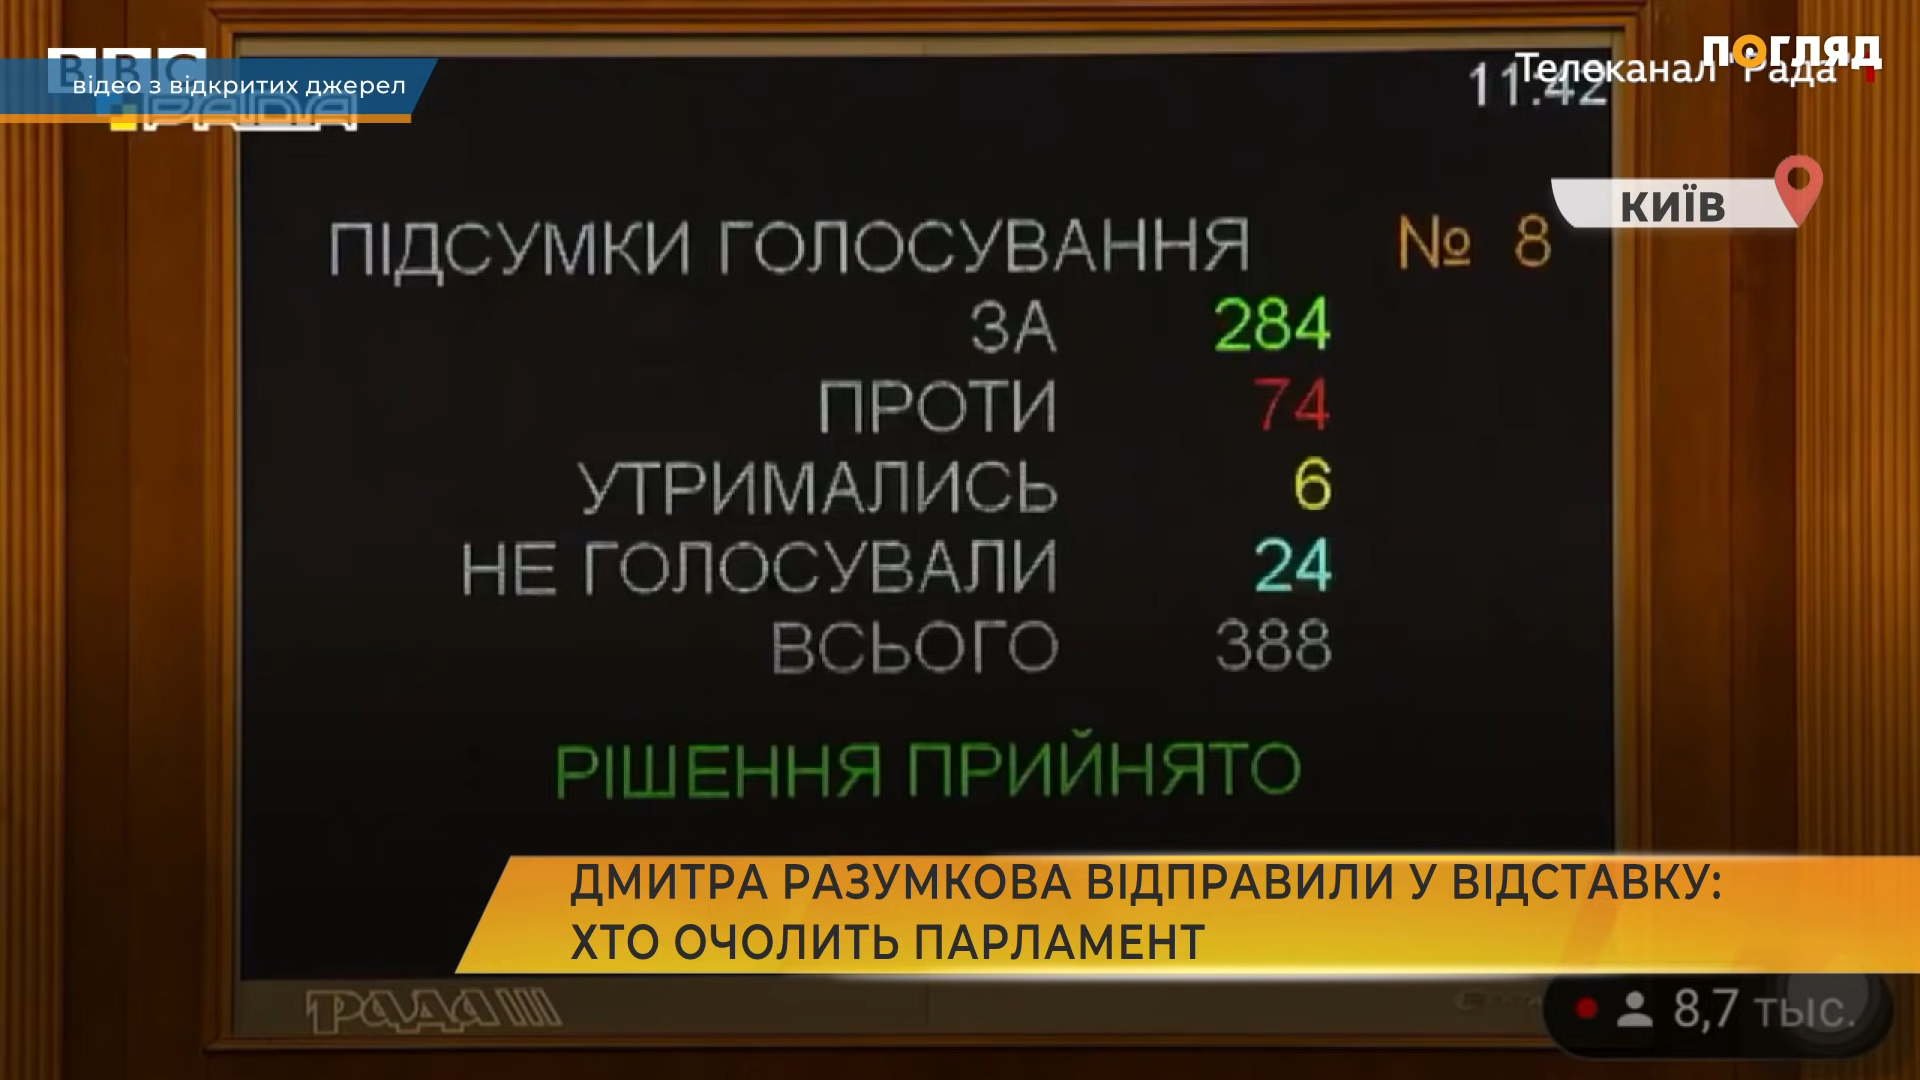 BBC
відео з відкритих джерел
РАДА
ПОГЛЯД
Телеканал "Рада"
11:42
КИЇВ
ПІДСУМКИ ГОЛОСУВАННЯ № 8
ЗА 284
ПРОТИ 74
УТРИМАЛИСЬ 6
НЕ ГОЛОСУВАЛИ 24
ВСЬОГО 388
РІШЕННЯ ПРИЙНЯТО
ДМИТРА РАЗУМКОВА ВІДПРАВИЛИ У ВІДСТАВКУ:
ХТО ОЧОЛИТЬ ПАРЛАМЕНТ
РАДА III
8,7 тыс.